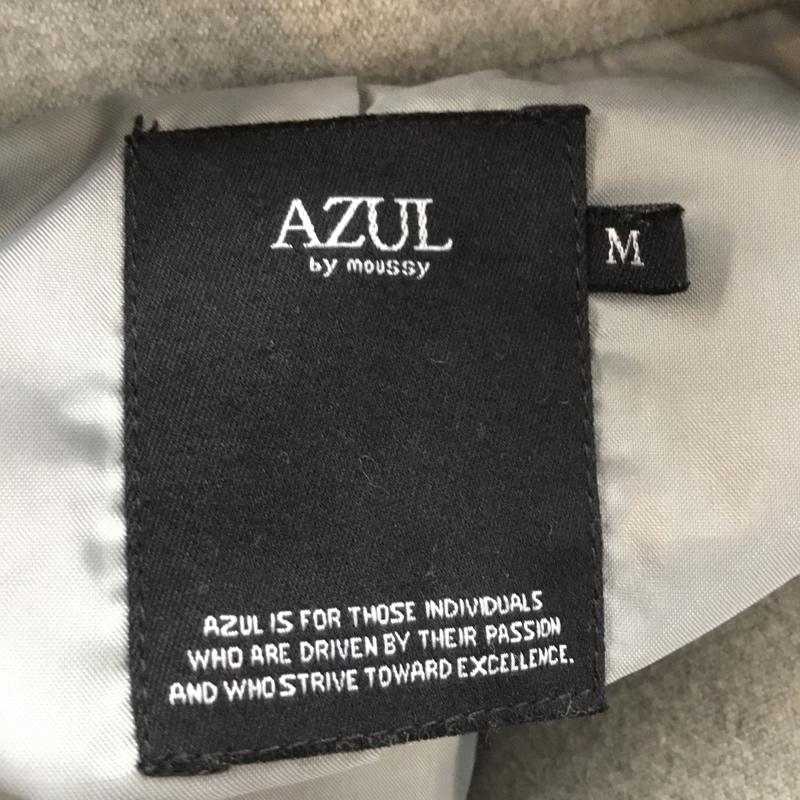 AZUL
by moussy
M
AZUL IS FOR THOSE INDIVIDUALS
WHO ARE DRIVEN BY THEIR PASSION
AND WHO STRIVE TOWARD EXCELLENCE.